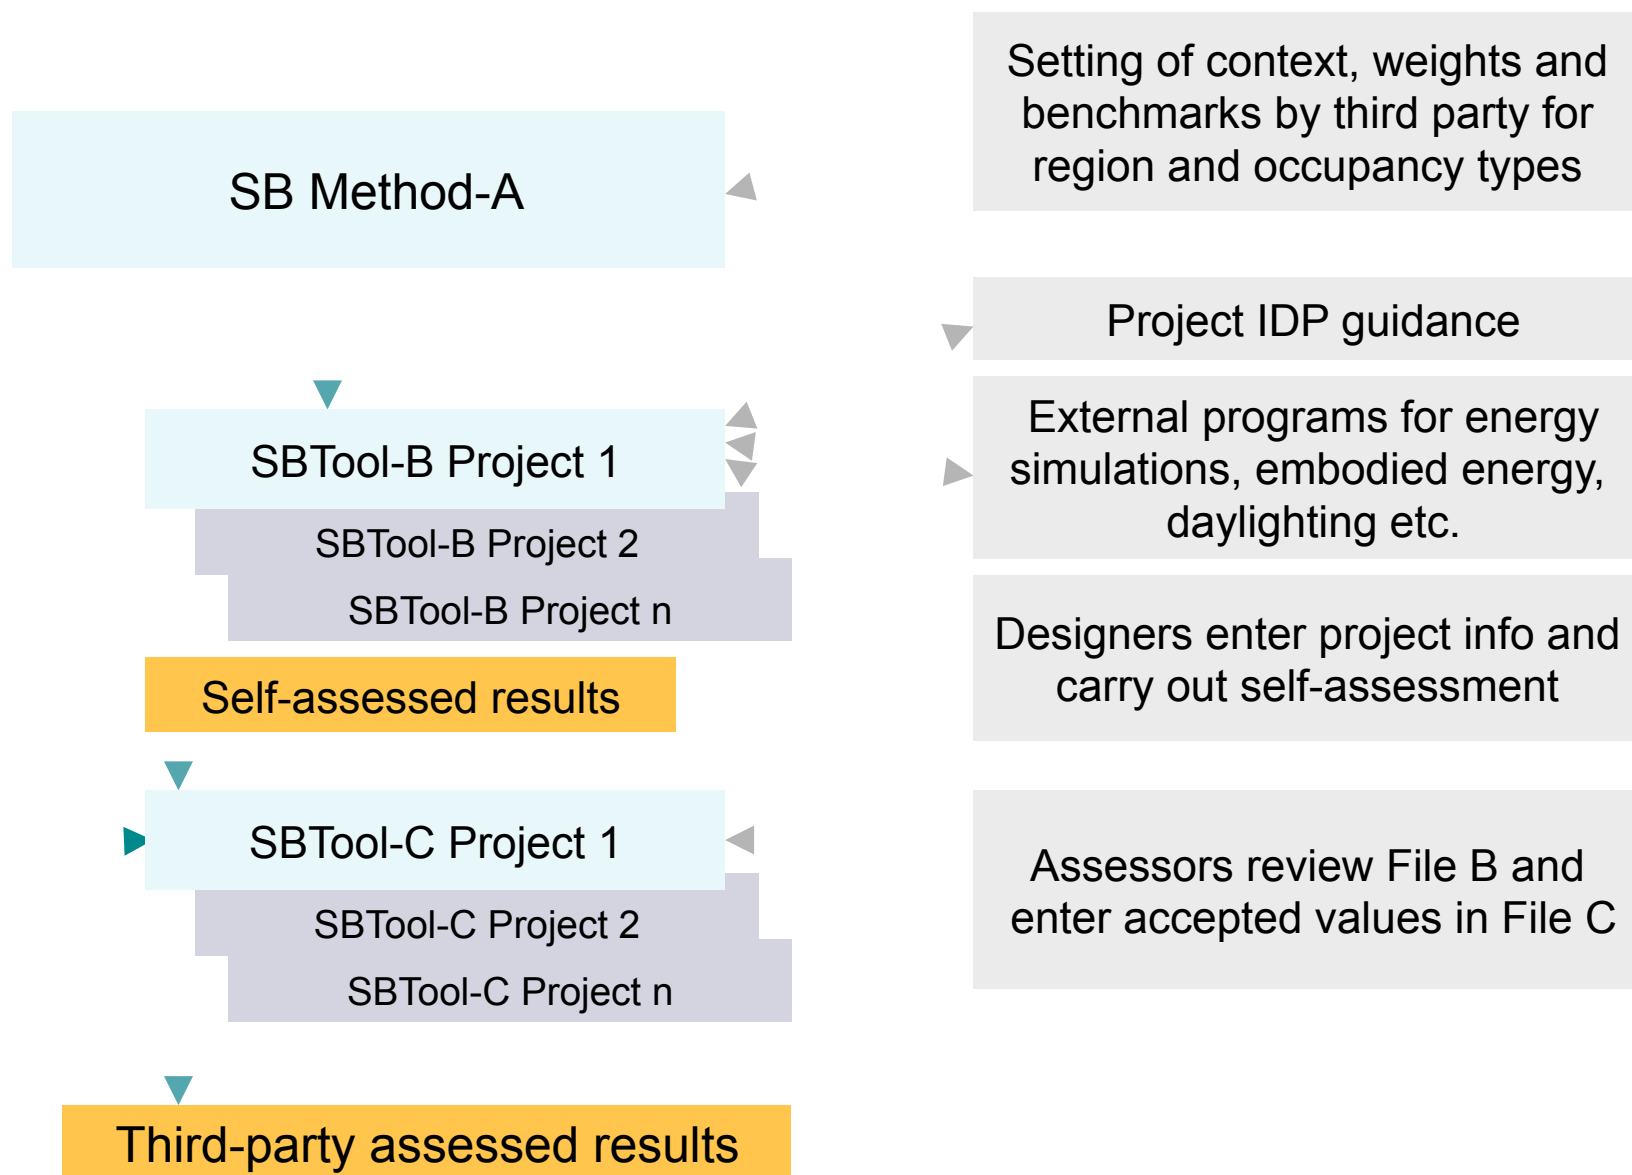 Setting of context, weights and
benchmarks by third party for
region and occupancy types
SB Method-A
Project IDP guidance
External programs for energy
simulations, embodied energy,
daylighting etc.
SBTool-B Project 1
SBTool-B Project 2
SBTool-B Project n
Designers enter project info and
carry out self-assessment
Self-assessed results
SBTool-C Project 1
SBTool-C Project 2
SBTool-C Project n
Assessors review File B and
enter accepted values in File C
Third-party assessed results